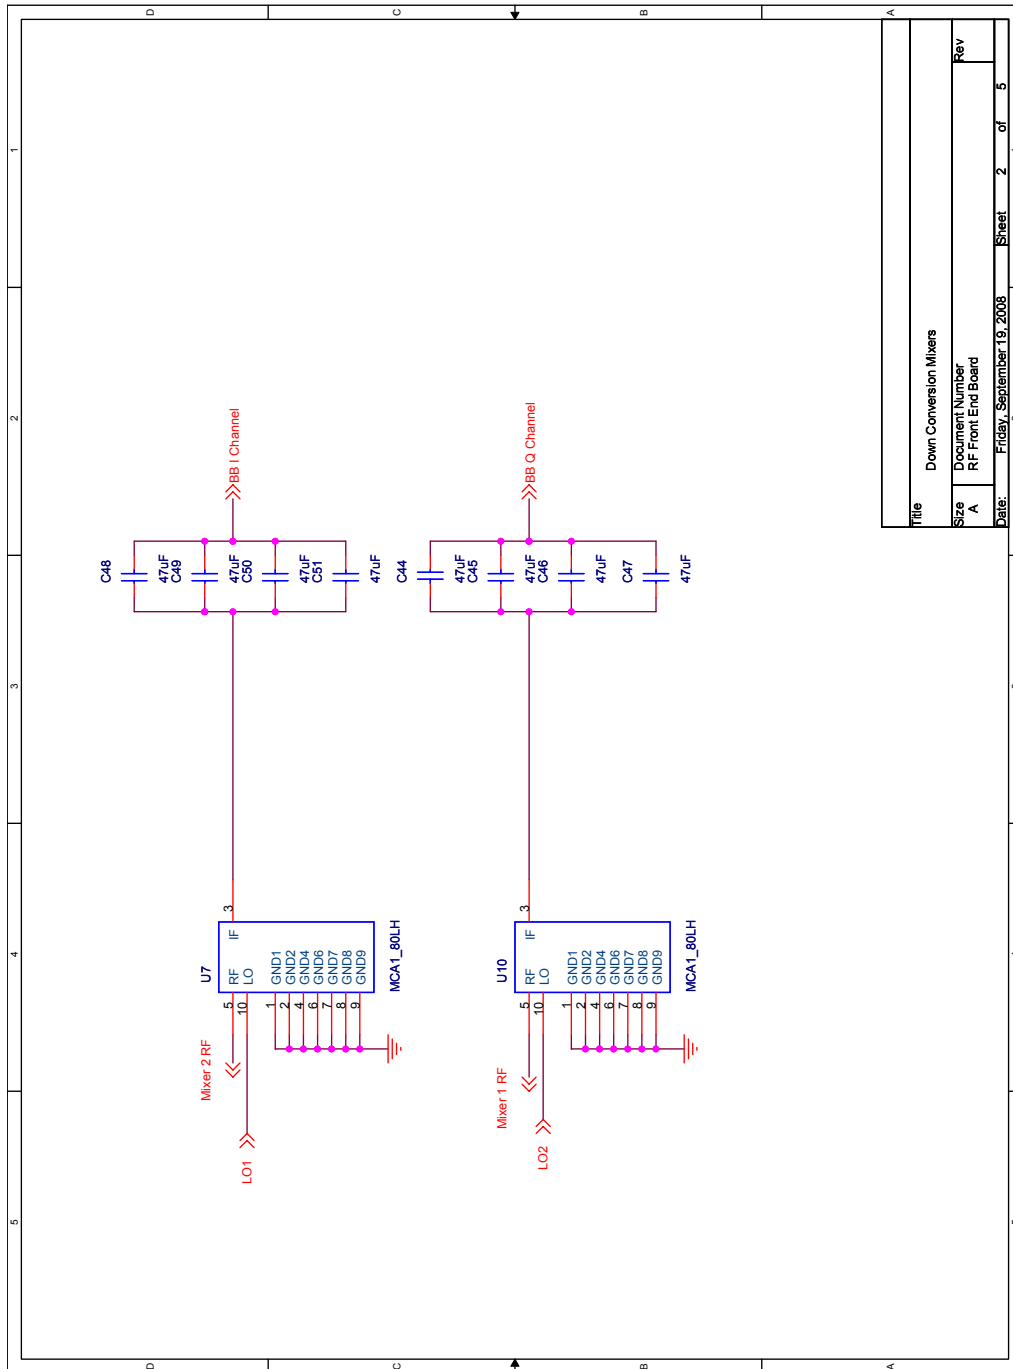 5
4
3
2
1
D
D
C
C
B
B
A
A
C48
47uF
C49
47uF
C50
47uF
C51
47uF
BB I Channel
U7
Mixer 2 RF
LO1
5
RF
10
LO
IF
3
1
GND1
2
GND2
4
GND4
6
GND6
7
GND7
8
GND8
9
GND9
MCA1_80LH
C44
47uF
C45
47uF
C46
47uF
C47
47uF
BB Q Channel
U10
Mixer 1 RF
LO2
5
RF
10
LO
IF
3
1
GND1
2
GND2
4
GND4
6
GND6
7
GND7
8
GND8
9
GND9
MCA1_80LH
Title
Down Conversion Mixers
Size
A
Document Number
RF Front End Board
Rev
Date:
Friday, September 19, 2008
Sheet 2 of 5